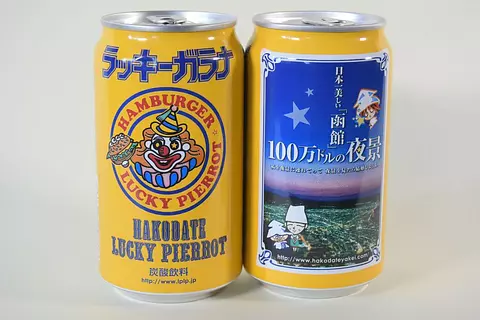 ラッキーガラナ
HAMBURGER
LUCKY PIERROT
HAKODATE
LUCKY PIERROT
炭酸飲料
http://www.lplp.jp
日本一美しい「函館」
100万ドルの夜景
http://www.hakodateyakei.com